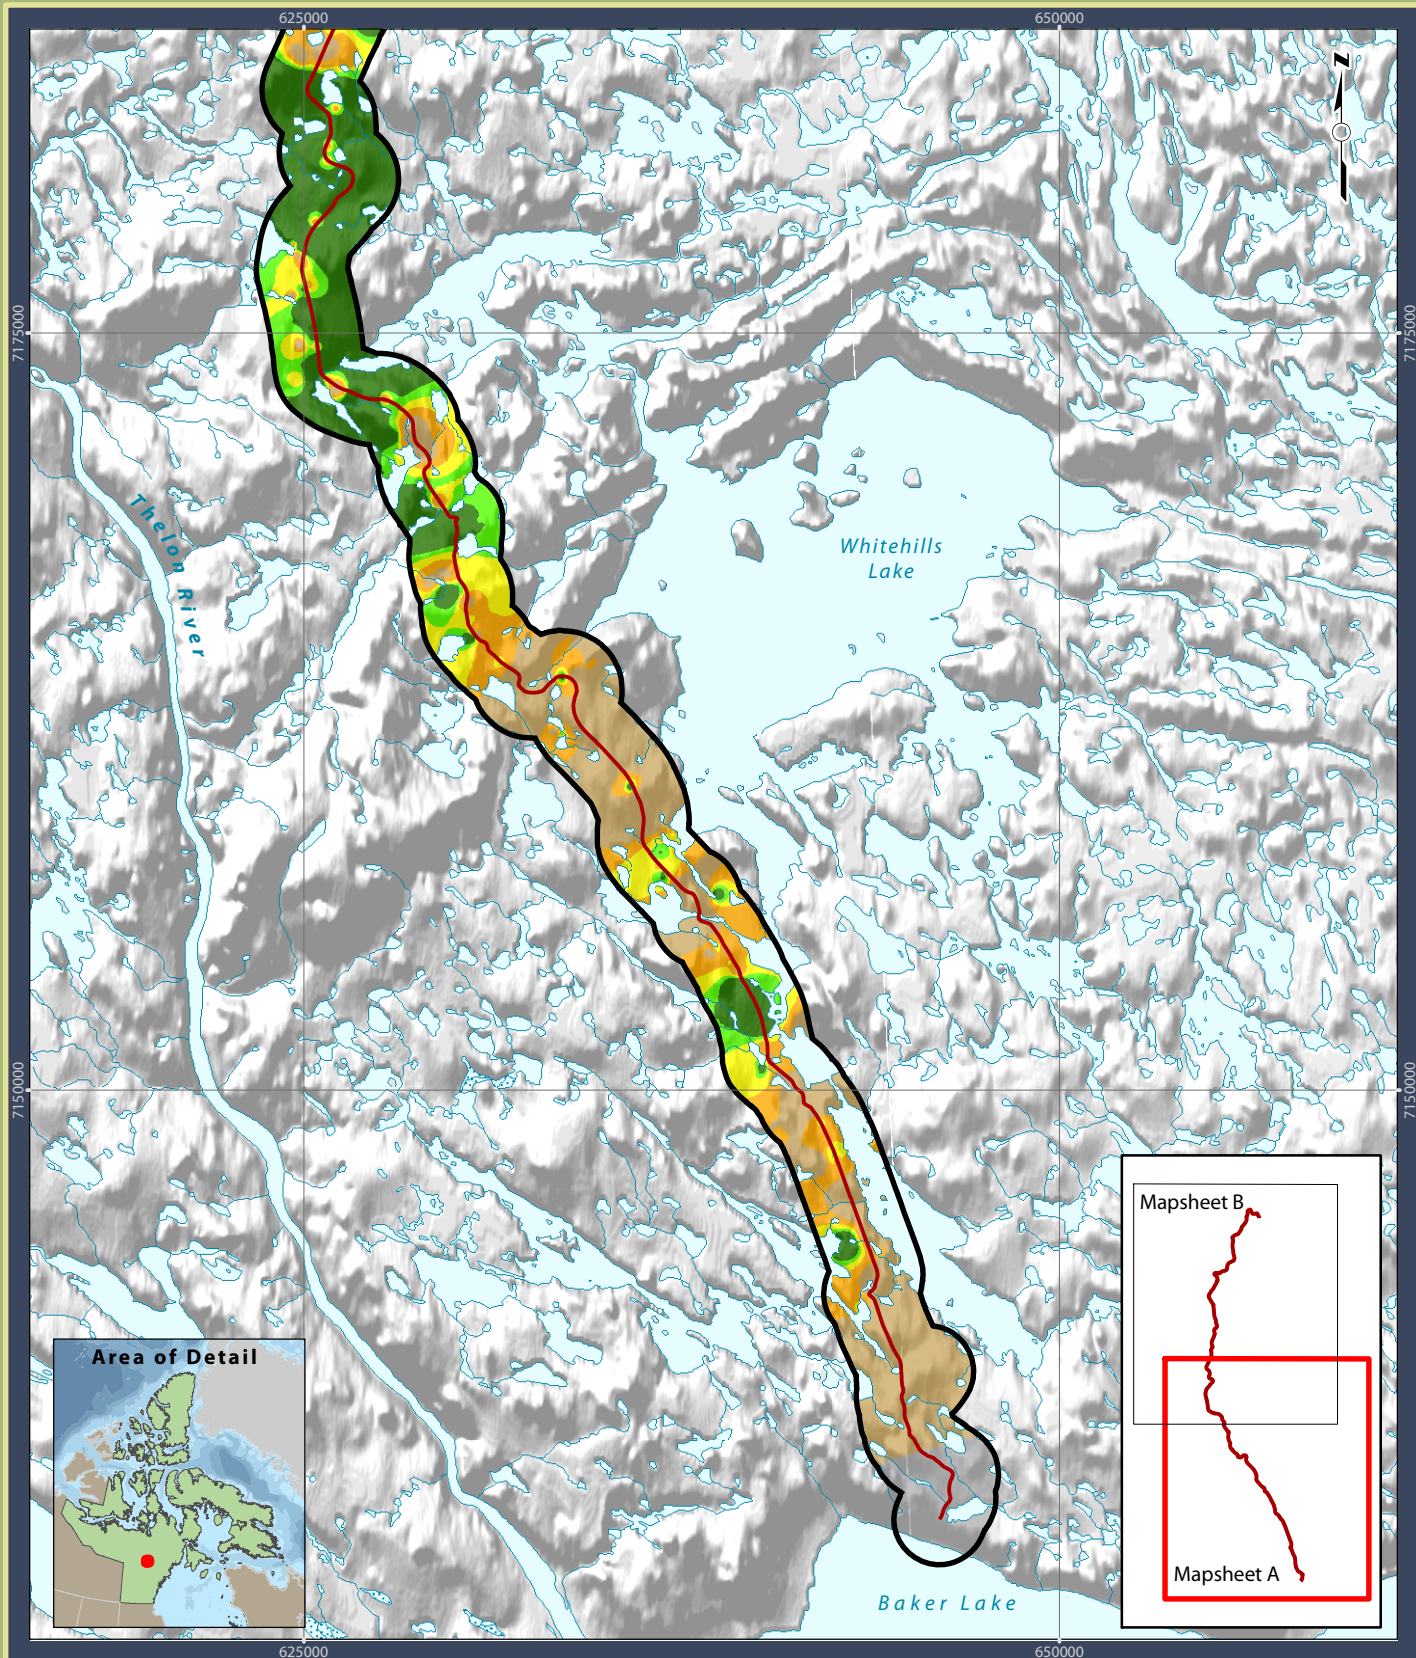 625000
650000
N
7175000
7175000
Thelon River
Whitehills
Lake
7150000
7150000
Mapsheet B
Area of Detail
Mapsheet A
Baker Lake
625000
650000